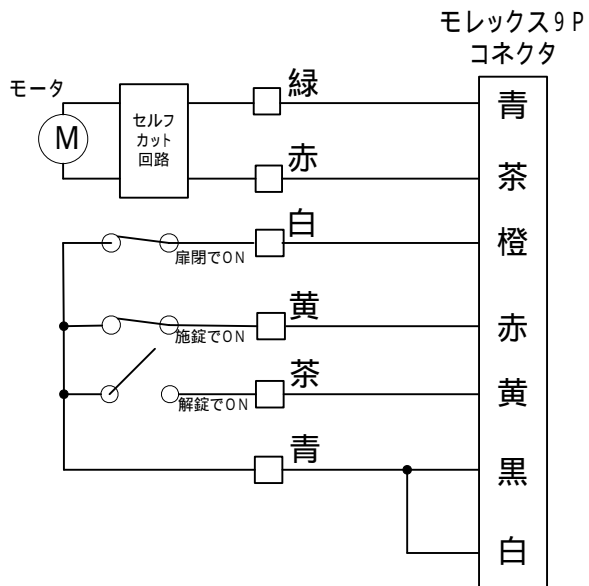 モレックス9P
コネクタ
モータ
M
セルフ
カット
回路
緑
青
赤
茶
白
橙
扉閉でON
黄
赤
施錠でON
茶
黄
解錠でON
青
黒
白